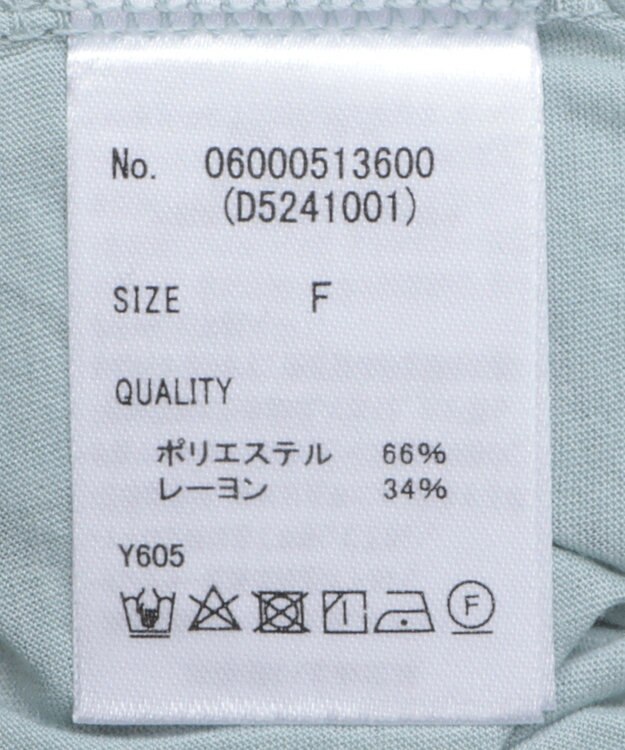 No. 06000513600
(D5241001)
SIZE F
QUALITY
ポリエステル 66%
レーヨン 34%
Y605
F